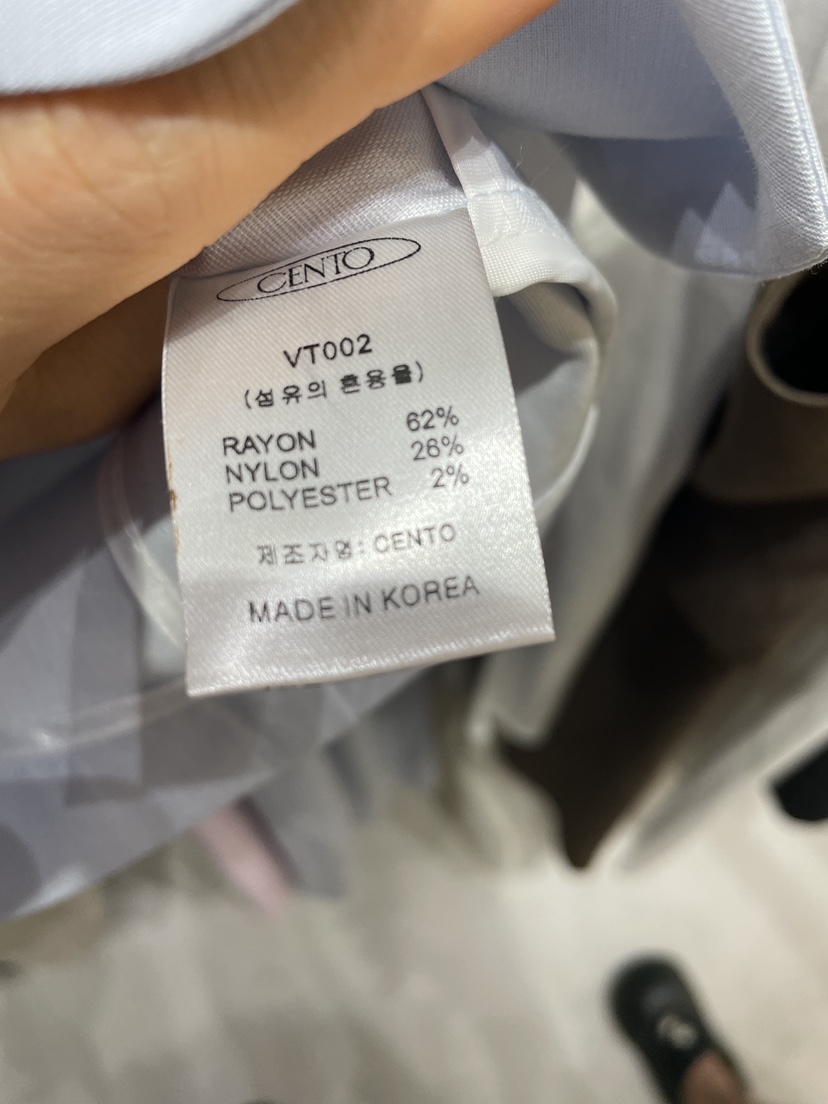 CENTO
VT002
(섬유의 혼용율)
RAYON 62%
NYLON 26%
POLYESTER 2%
제조자명: CENTO
MADE IN KOREA